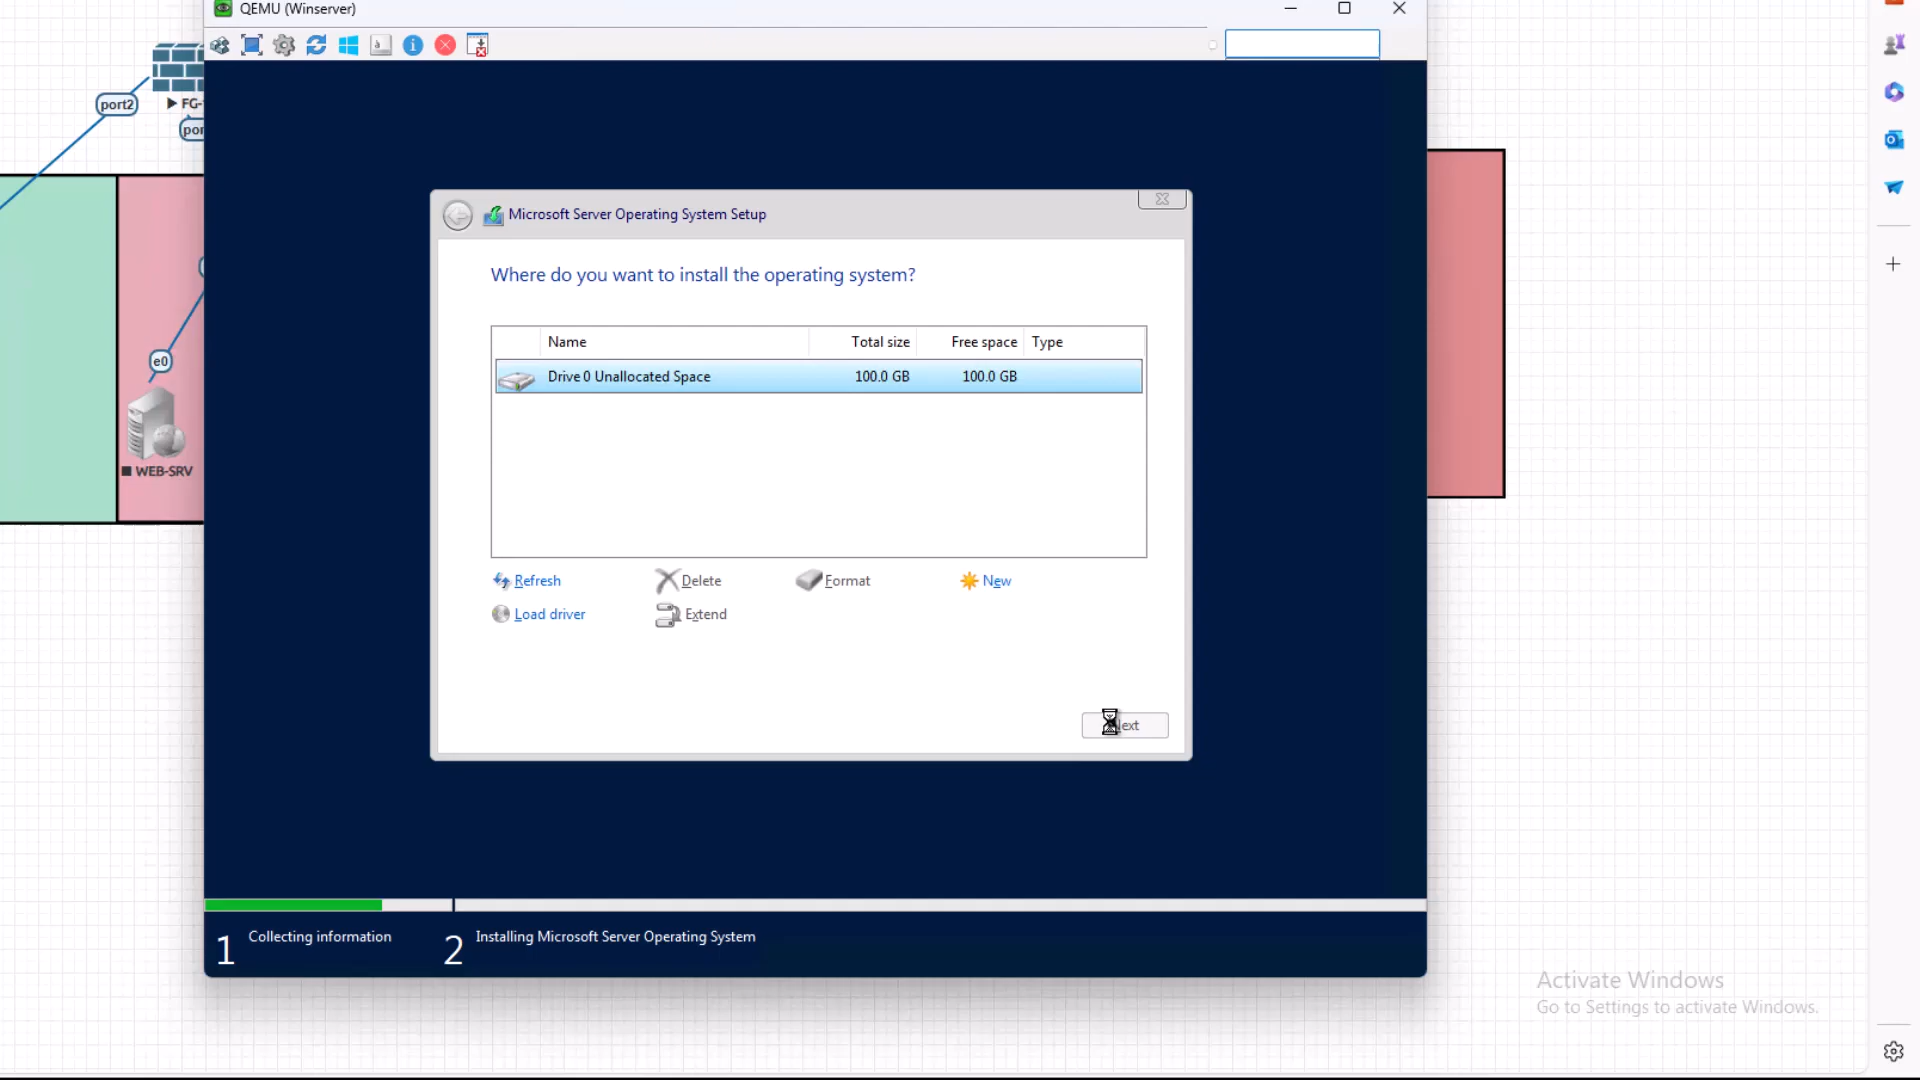 QEMU (Winserver)
port2
FG-
por
e0
WEB-SRV
Microsoft Server Operating System Setup
Where do you want to install the operating system?
Name Total size Free space Type
Drive 0 Unallocated Space 100.0 GB 100.0 GB
Refresh Delete Format New
Load driver Extend
ext
1 Collecting information 2 Installing Microsoft Server Operating System
Activate Windows
Go to Settings to activate Windows.